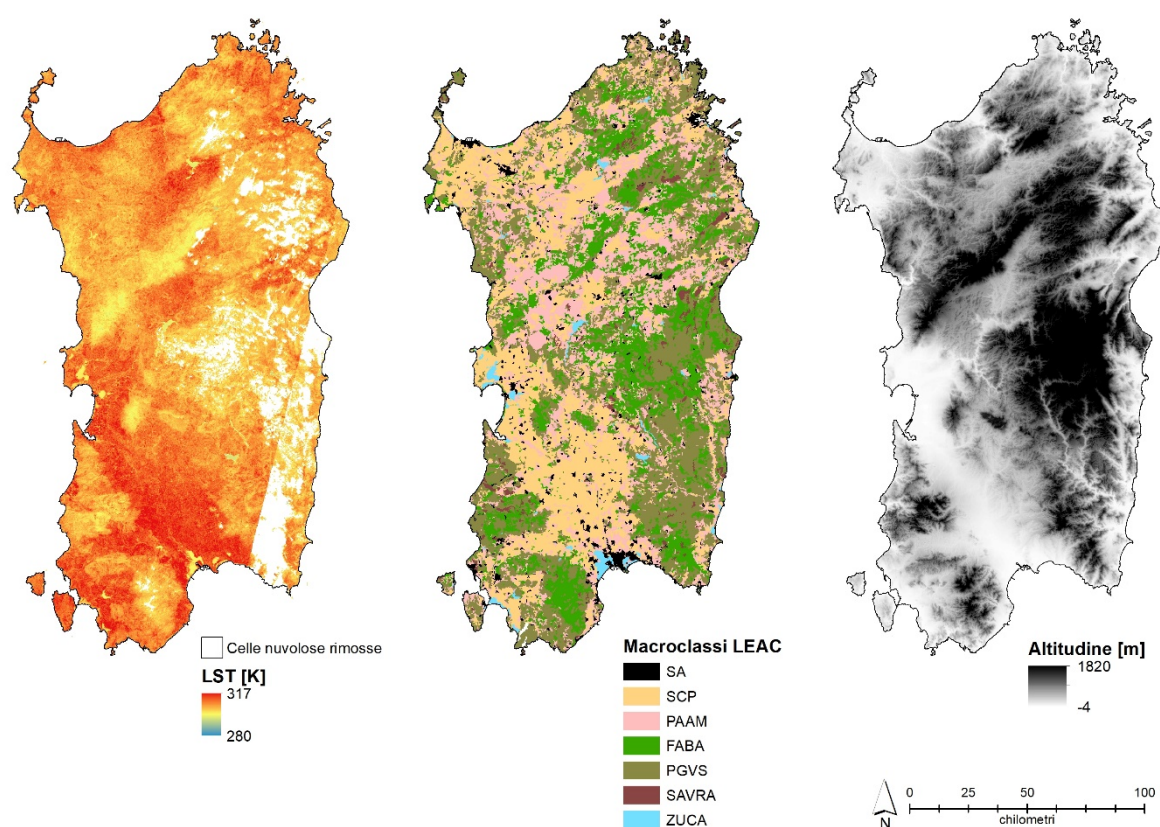 Celle nuvolose rimosse
LST [K]
317
280
Macroclassi LEAC
SA
SCP
PAAM
FABA
PGVS
SAVRA
ZUCA
Altitudine [m]
1820
-4
N
0 25 50 100
chilometri